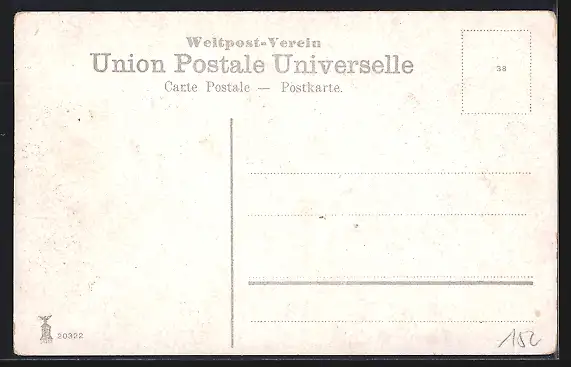 Weltpost-Verein
Union Postale Universelle
Carte Postale — Postkarte.
38
20322
152